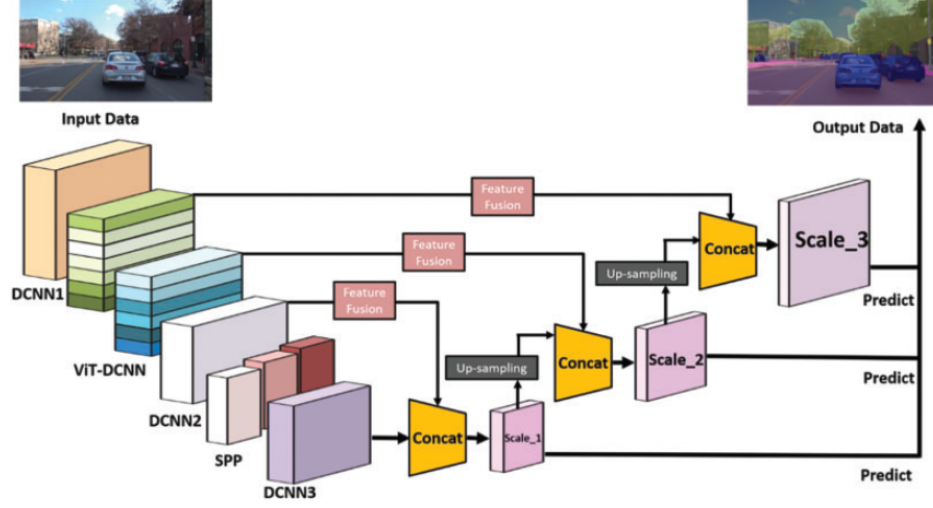 Input Data
Output Data
Feature
Fusion
Concat
Scale_3
Feature
Fusion
Up-sampling
DCNN1
Predict
Feature
Fusion
Concat
Scale_2
Up-sampling
ViT-DCNN
Predict
DCNN2
Concat
Scale_1
SPP
Predict
DCNN3